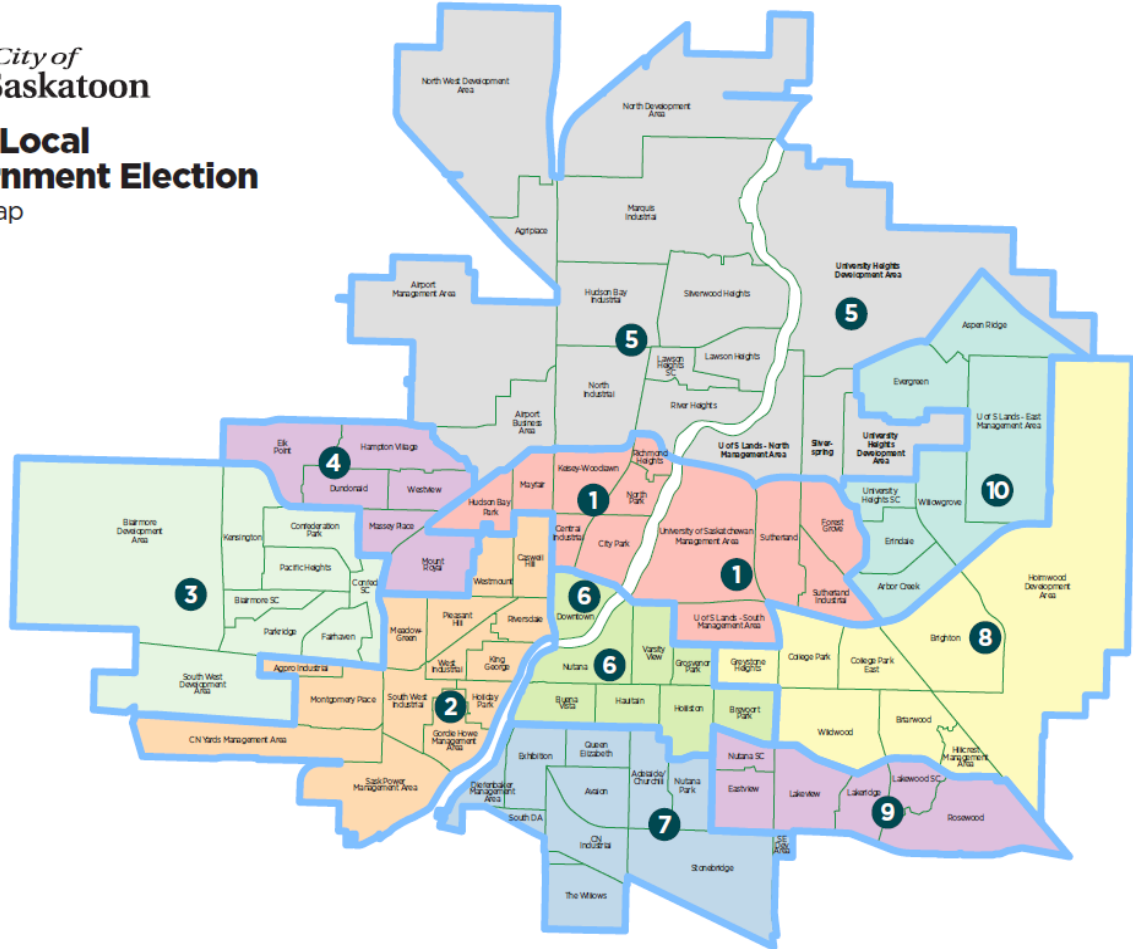 City of
Saskatoon
Local
rnment Election
ap
North West Development
Area
North Development
Area
Marquis
Industrial
Agriplace
University Heights
Development Area
Airport
Management Area
Hudson Bay
Industrial
Silverwood Heights
5
Aspen Ridge
5
Lawson
Heights
SC
Lawson Heights
Evergreen
North
Industrial
River Heights
Airport
Business
Area
U of S Lands - East
Management Area
U of S Lands - North
Management Area
Silver-
spring
University
Heights
Development
Area
Elk
Point
Hampton Village
4
Dundonald
Westview
Kelsey-Woodlawn
Richmond
Heights
Mayfair
Hudson Bay
Park
1
North
Park
University
Heights SC
Willowgrove
10
Blairmore
Development
Area
Kensington
Confederation
Park
Massey Place
Central
Industrial
City Park
University of Saskatchewan
Management Area
Sutherland
Forest
Grove
Erindale
Pacific Heights
Mount
Royal
Caswell
Hill
Westmount
Confed
SC
1
Sutherland
Industrial
Arbor Creek
Holmwood
Development
Area
3
Blairmore SC
6
Downtown
Pleasant
Hill
Riversdale
U of S Lands - South
Management Area
Parkridge
Fairhaven
Meadow-
Green
Brighton
8
Varsity
View
Nutana
6
Grosvenor
Park
Greystone
Heights
College Park
College Park
East
Agpro Industrial
West
Industrial
King
George
South West
Development
Area
Montgomery Place
South West
Industrial
2
Holiday
Park
Buena
Vista
Haultain
Holliston
Brevoort
Park
Briarwood
Wildwood
CN Yards Management Area
Gordie Howe
Management
Area
Hillcrest
Management
Area
Exhibition
Queen
Elizabeth
Nutana SC
SaskPower
Management Area
Diefenbaker
Management
Area
Avalon
Adelaide/
Churchill
Nutana
Park
Eastview
Lakeview
Lakeridge
Lakewood SC
9
Rosewood
South DA
7
CN
Industrial
SE
Dev
Area
Stonebridge
The Willows